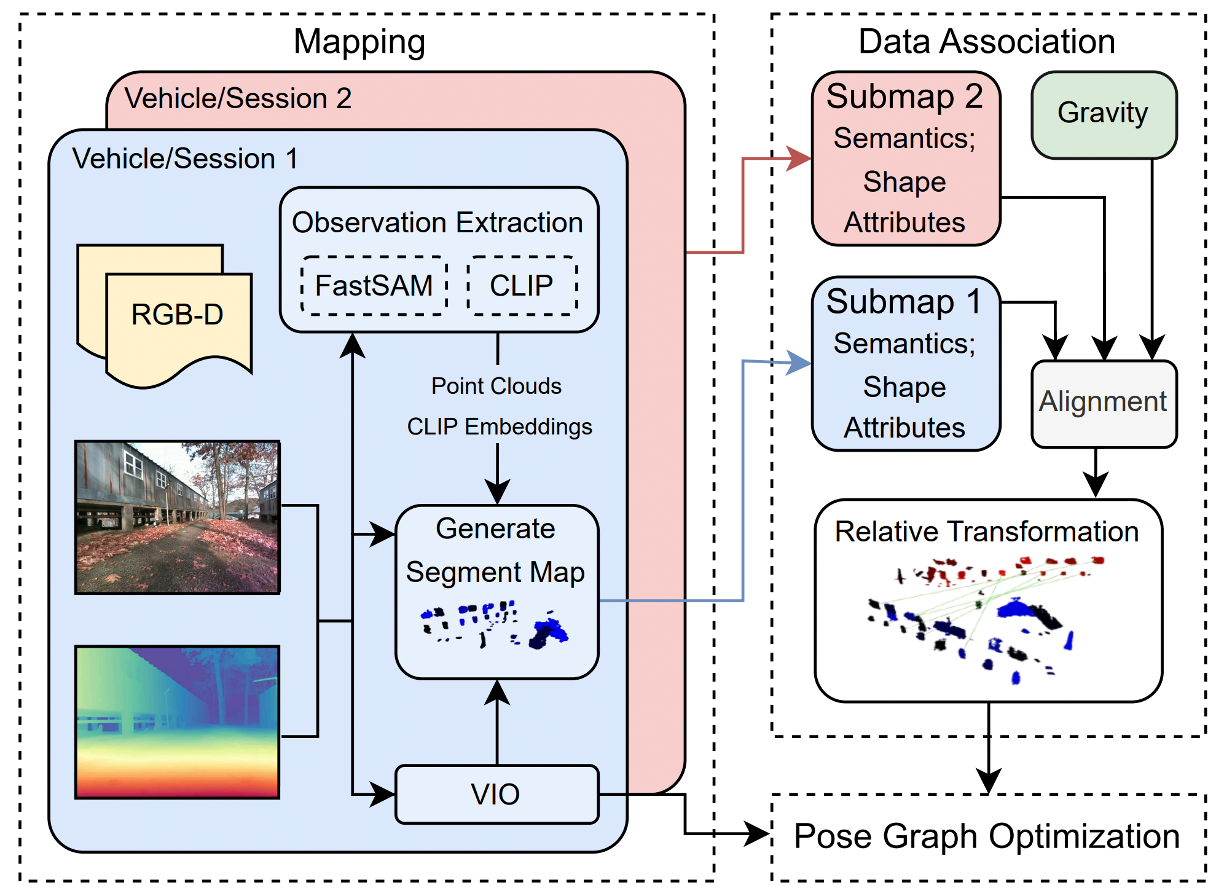 Mapping
Vehicle/Session 2
Vehicle/Session 1
Observation Extraction
FastSAM
CLIP
RGB-D
Point Clouds
CLIP Embeddings
Generate
Segment Map
VIO
Data Association
Submap 2
Semantics;
Shape
Attributes
Gravity
Submap 1
Semantics;
Shape
Attributes
Alignment
Relative Transformation
Pose Graph Optimization